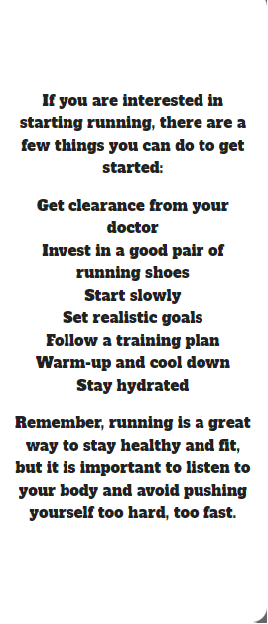 If you are interested in
starting running, there are a
few things you can do to get
started:
Get clearance from your
doctor
Invest in a good pair of
running shoes
Start slowly
Set realistic goals
Follow a training plan
Warm-up and cool down
Stay hydrated
Remember, running is a great
way to stay healthy and fit,
but it is important to listen to
your body and avoid pushing
yourself too hard, too fast.